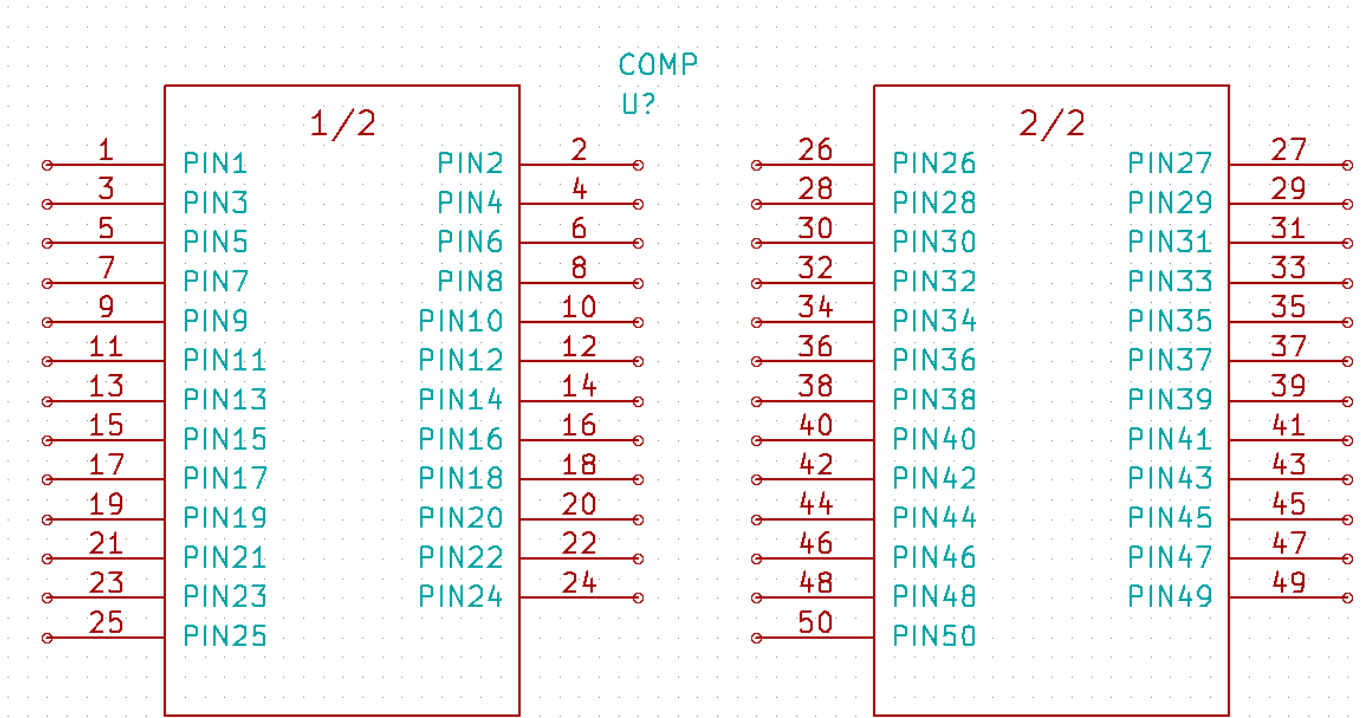 COMP
U?
1/2
1 PIN1 PIN2 2
3 PIN3 PIN4 4
5 PIN5 PIN6 6
7 PIN7 PIN8 8
9 PIN9 PIN10 10
11 PIN11 PIN12 12
13 PIN13 PIN14 14
15 PIN15 PIN16 16
17 PIN17 PIN18 18
19 PIN19 PIN20 20
21 PIN21 PIN22 22
23 PIN23 PIN24 24
25 PIN25
2/2
26 PIN26 PIN27 27
28 PIN28 PIN29 29
30 PIN30 PIN31 31
32 PIN32 PIN33 33
34 PIN34 PIN35 35
36 PIN36 PIN37 37
38 PIN38 PIN39 39
40 PIN40 PIN41 41
42 PIN42 PIN43 43
44 PIN44 PIN45 45
46 PIN46 PIN47 47
48 PIN48 PIN49 49
50 PIN50